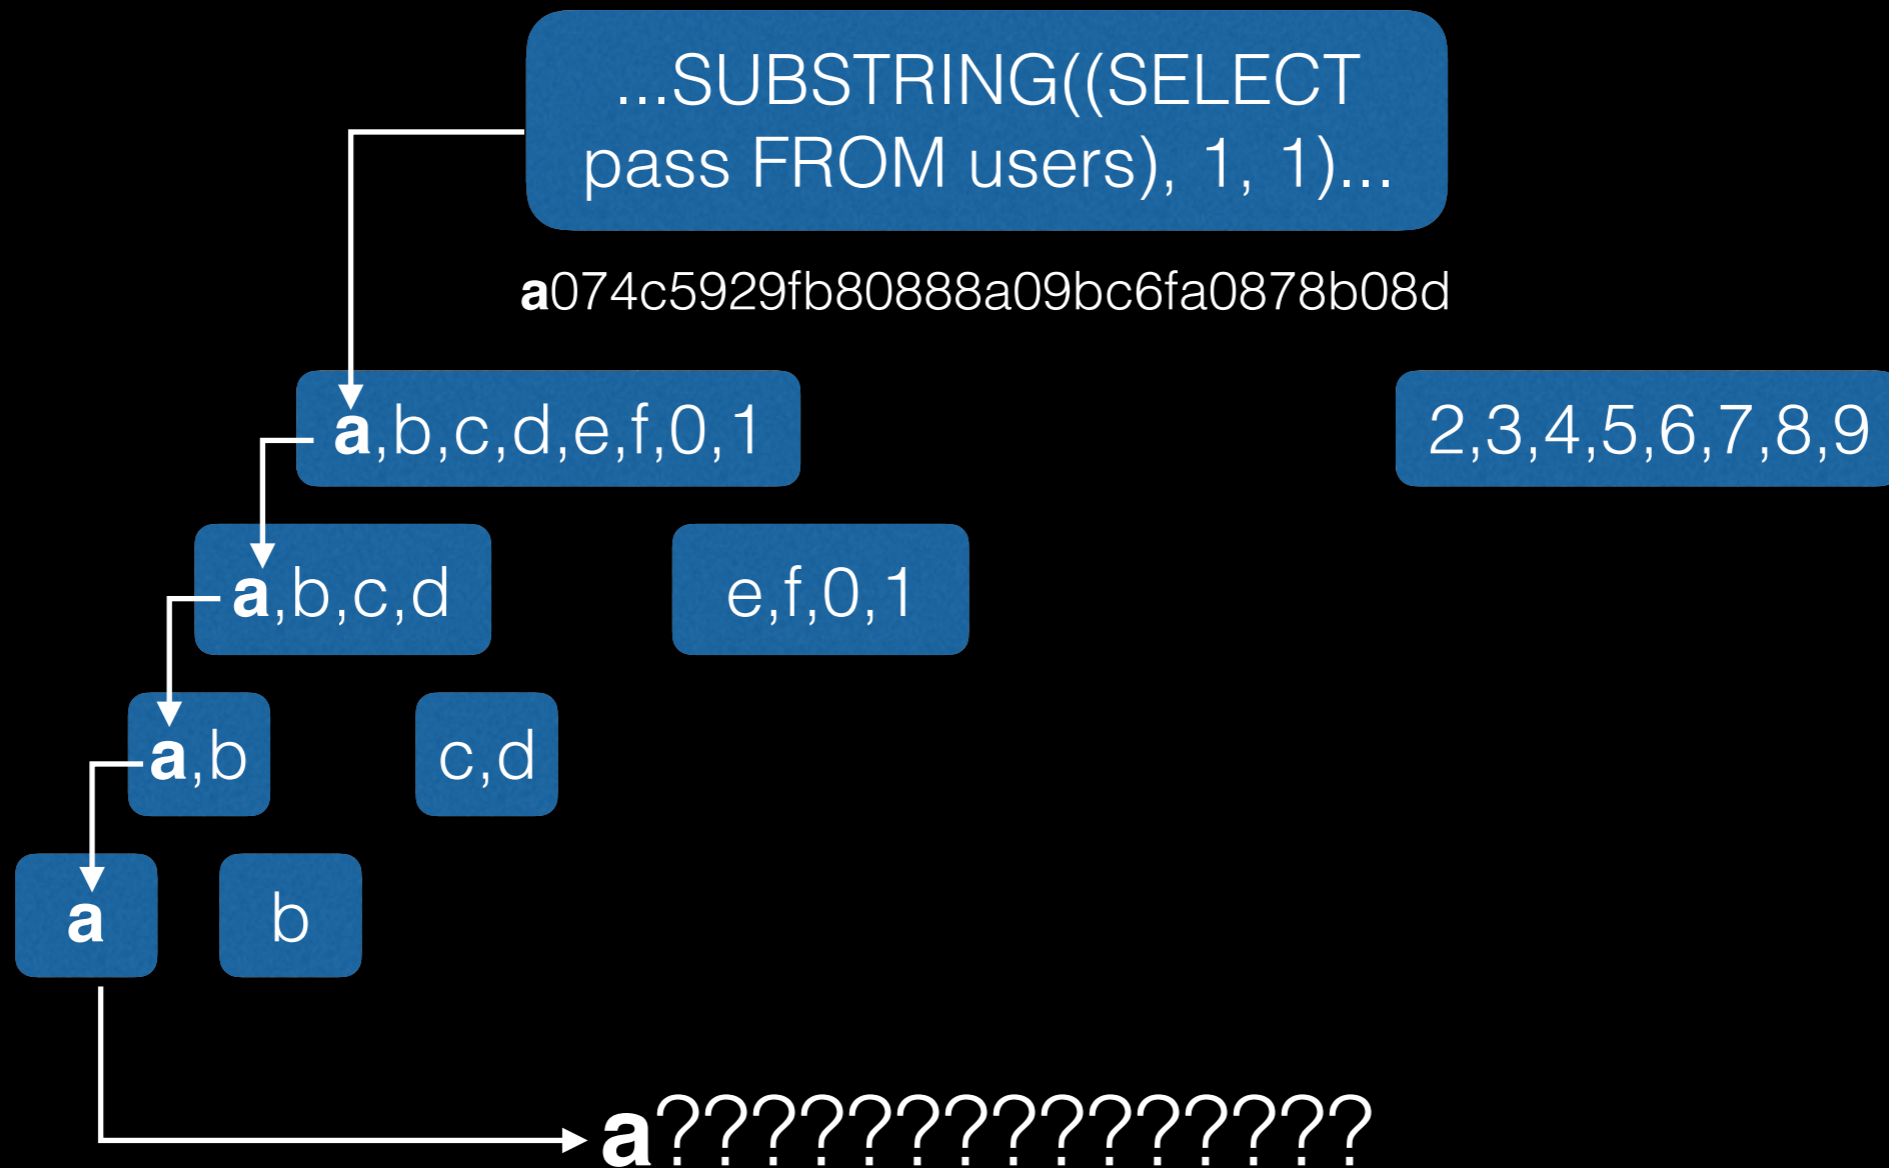 ...SUBSTRING((SELECT
pass FROM users), 1, 1)...
a074c5929fb80888a09bc6fa0878b08d
a,b,c,d,e,f,0,1
2,3,4,5,6,7,8,9
a,b,c,d
e,f,0,1
a,b
c,d
a
b
a???????????????